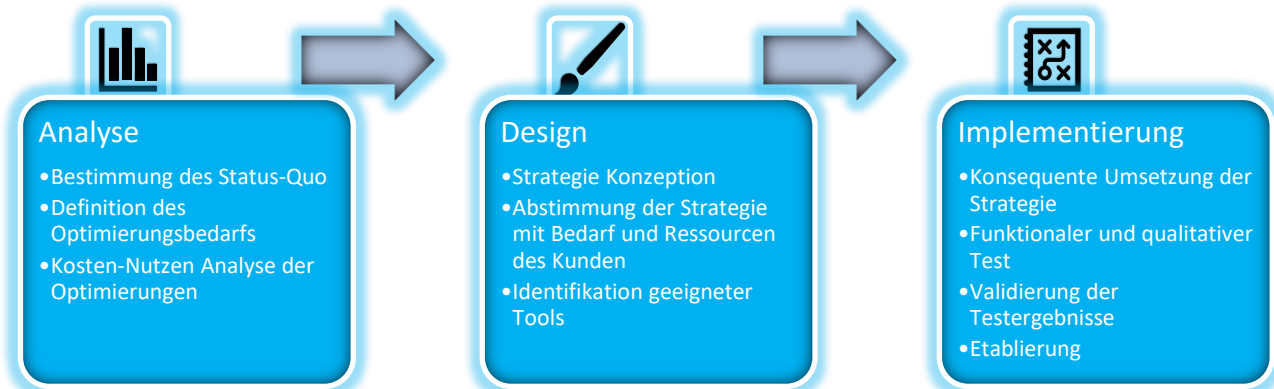 Analyse
•Bestimmung des Status-Quo
•Definition des
Optimierungsbedarfs
•Kosten-Nutzen Analyse der
Optimierungen
Design
•Strategie Konzeption
•Abstimmung der Strategie
mit Bedarf und Ressourcen
des Kunden
•Identifikation geeigneter
Tools
Implementierung
•Konsequente Umsetzung der
Strategie
•Funktionaler und qualitativer
Test
•Validierung der
Testergebnisse
•Etablierung